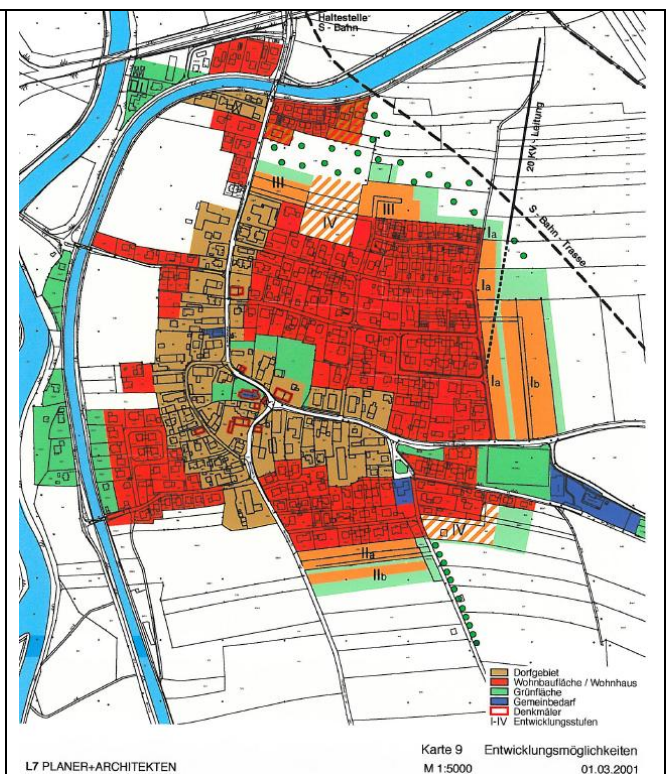 Haltestelle
S - Bahn
20 KV - Leitung
S - Bahn - Trasse
III
III
IV
Ia
Ia
Ia
Ib
IV
IIa
IIb
Dorfgebiet
Wohnbaufläche / Wohnhaus
Grünfläche
Gemeinbedarf
Denkmäler
I-IV Entwicklungsstufen
Karte 9 Entwicklungsmöglichkeiten
L7 PLANER+ARCHITEKTEN
M 1:5000 01.03.2001